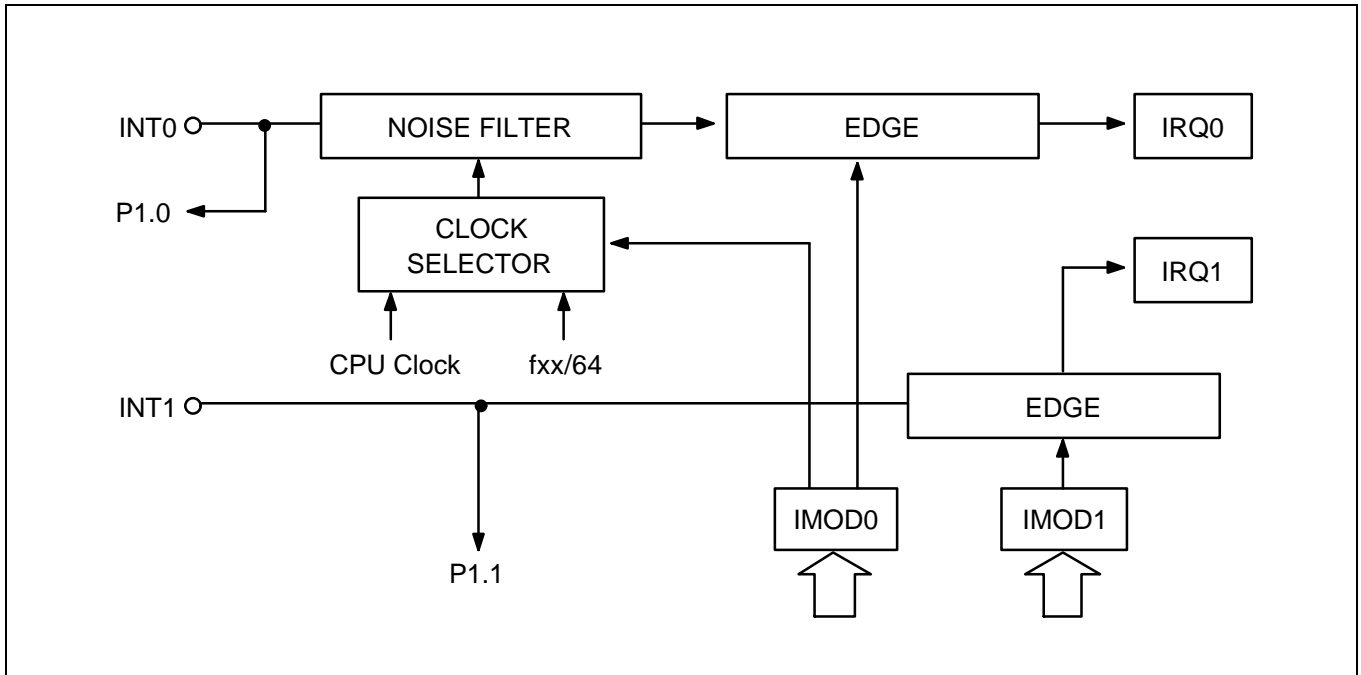 INT0
NOISE FILTER
EDGE
IRQ0
P1.0
CLOCK
SELECTOR
IRQ1
CPU Clock
fxx/64
INT1
EDGE
IMOD0
IMOD1
P1.1